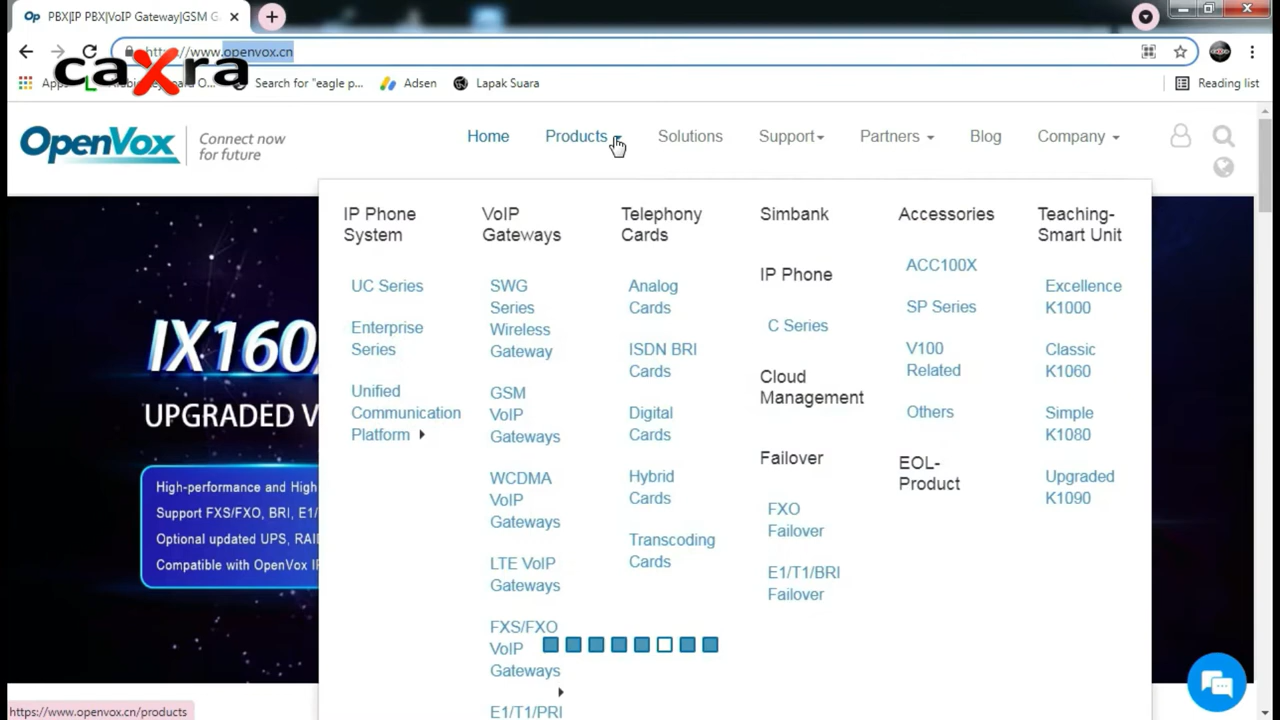 PBX|IP PBX|VoIP Gateway|GSM G
https://www.openvox.cn
caXra
Apps
Search for "eagle p...
Adsen
Lapak Suara
Reading list
OpenVox
Connect now
for future
Home
Products
Solutions
Support
Partners
Blog
Company
IP Phone
System
UC Series
Enterprise
Series
Unified
Communication
Platform
VoIP
Gateways
SWG
Series
Wireless
Gateway
GSM
VoIP
Gateways
WCDMA
VoIP
Gateways
LTE VoIP
Gateways
FXS/FXO
VoIP
Gateways
E1/T1/PRI
Telephony
Cards
Analog
Cards
ISDN BRI
Cards
Digital
Cards
Hybrid
Cards
Transcoding
Cards
Simbank
IP Phone
C Series
Cloud
Management
Failover
FXO
Failover
E1/T1/BRI
Failover
Accessories
ACC100X
SP Series
V100
Related
Others
EOL-
Product
Teaching-
Smart Unit
Excellence
K1000
Classic
K1060
Simple
K1080
Upgraded
K1090
IX160
UPGRADED V
High-performance and High
Support FXS/FXO, BRI, E1/
Optional updated UPS, RAI
Compatible with OpenVox I
https://www.openvox.cn/products